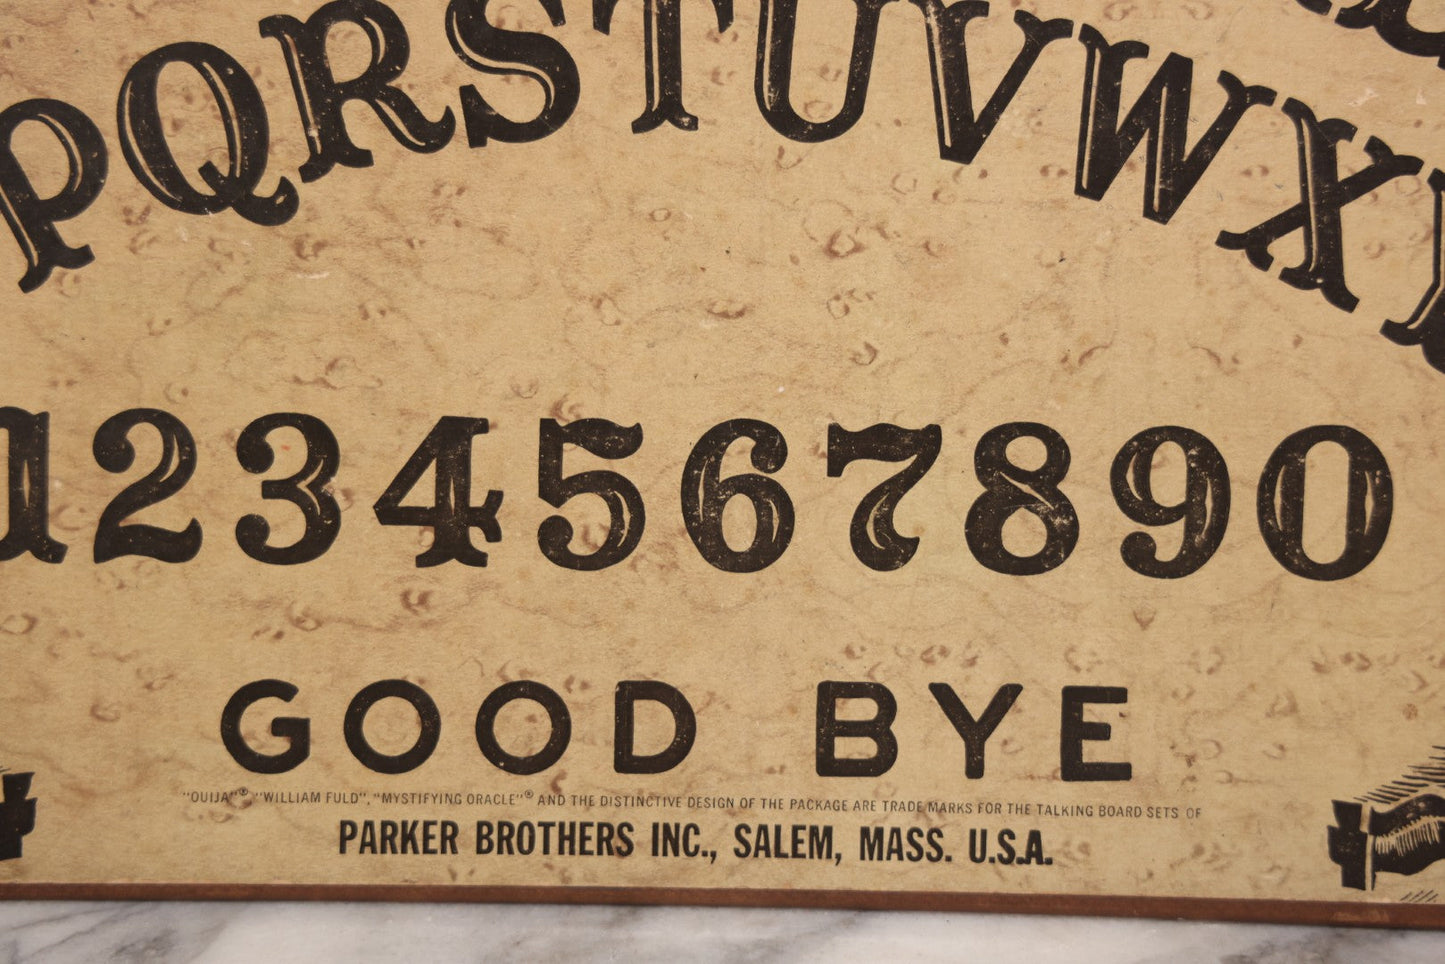 PQRSTUVWXY
1234567890
GOOD BYE
"OUIJA"® "WILLIAM FULD", "MYSTIFYING ORACLE"® AND THE DISTINCTIVE DESIGN OF THE PACKAGE ARE TRADE MARKS FOR THE TALKING BOARD SETS OF
PARKER BROTHERS INC., SALEM, MASS. U.S.A.